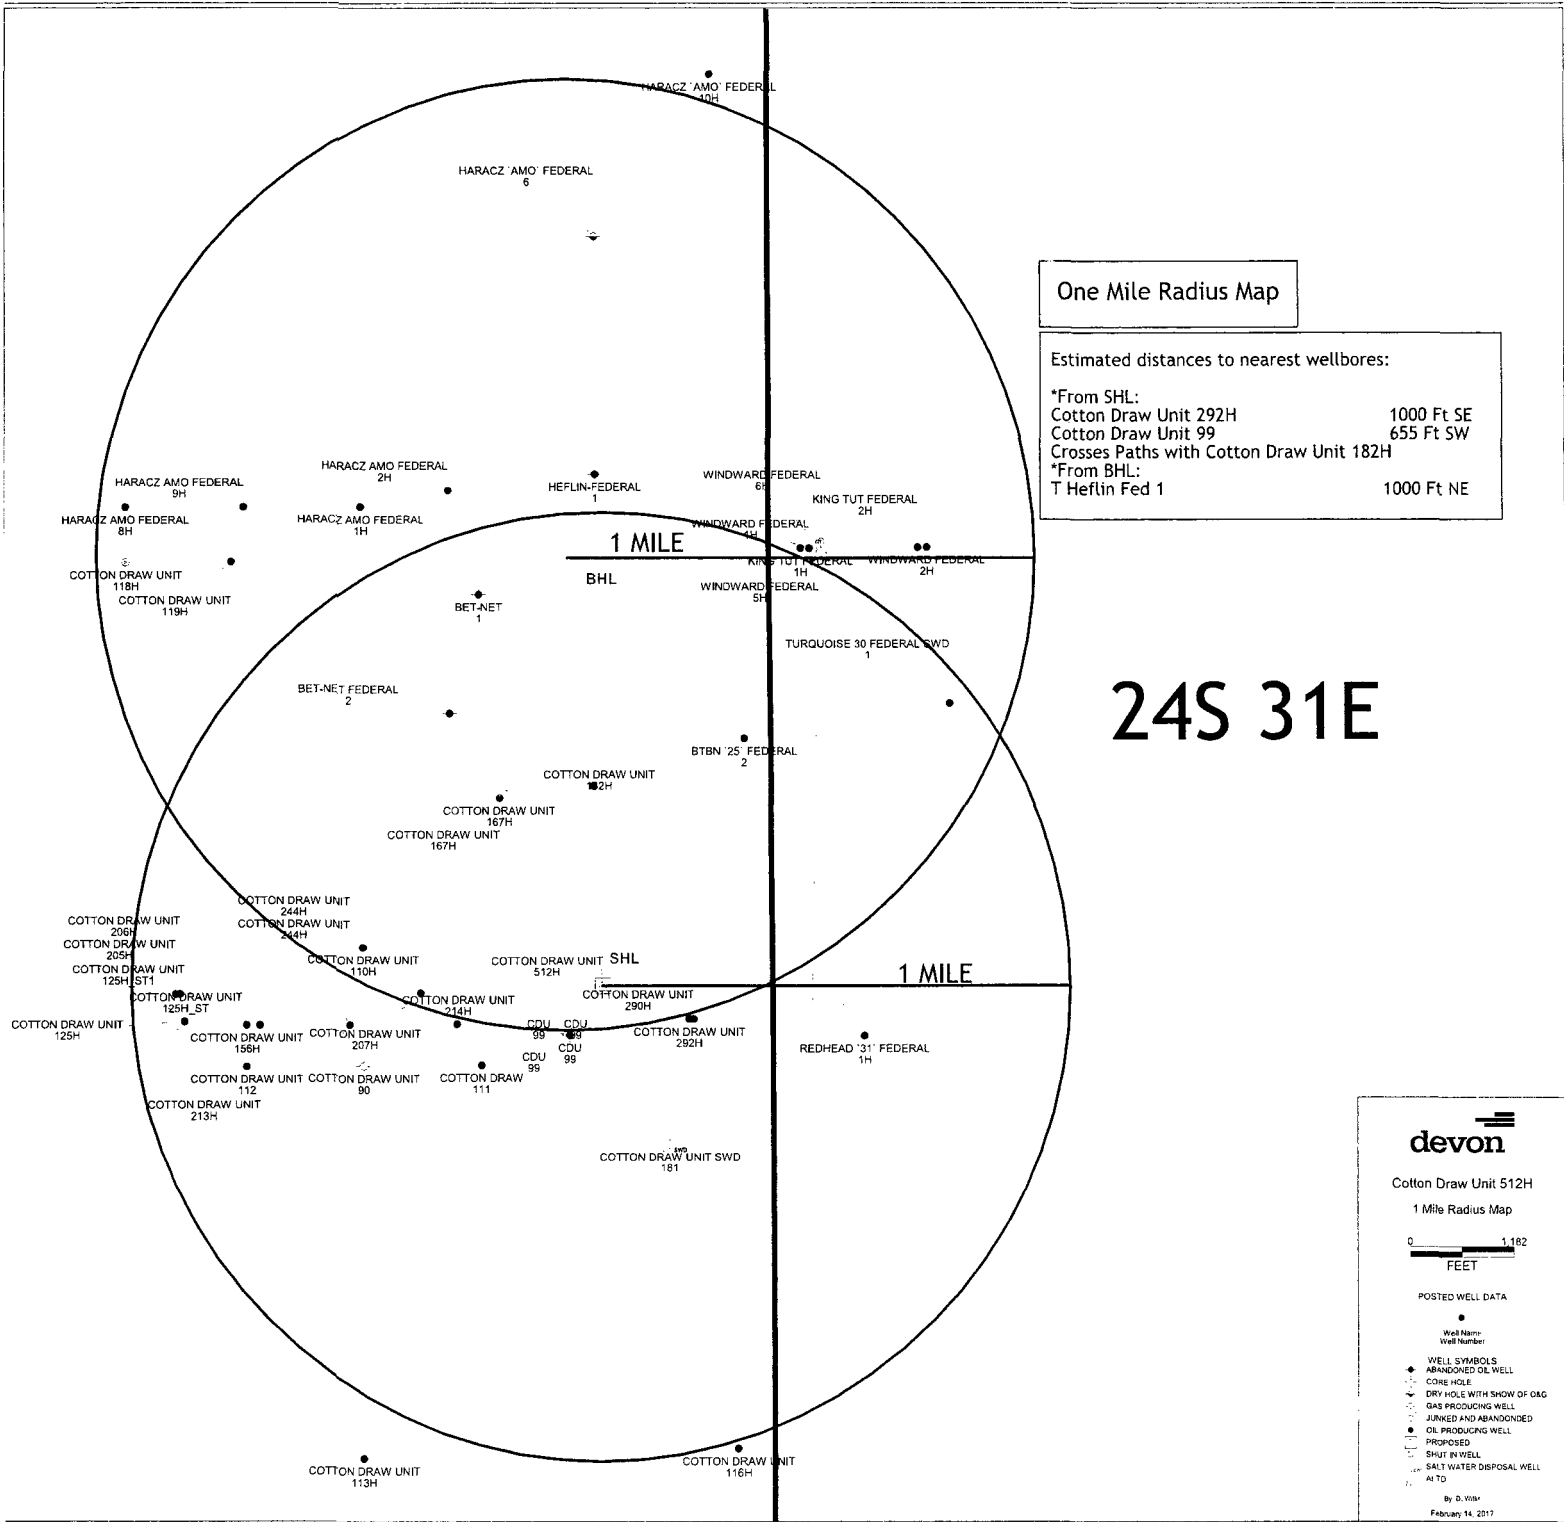 HARACZ 'AMO' FEDERAL
10H
HARACZ 'AMO' FEDERAL
6
One Mile Radius Map
Estimated distances to nearest wellbores:
*From SHL:
Cotton Draw Unit 292H 1000 Ft SE
Cotton Draw Unit 99 655 Ft SW
Crosses Paths with Cotton Draw Unit 182H
*From BHL:
T Heflin Fed 1 1000 Ft NE
HARACZ AMO FEDERAL
2H
HARACZ AMO FEDERAL
9H
HEFLIN-FEDERAL
1
WINDWARD FEDERAL
6H
KING TUT FEDERAL
2H
HARACZ AMO FEDERAL
8H
HARACZ AMO FEDERAL
1H
WINDWARD FEDERAL
1 MILE
KING TUT FEDERAL
1H
WINDWARD FEDERAL
2H
COTTON DRAW UNIT
118H
BHL
WINDWARD FEDERAL
5H
COTTON DRAW UNIT
119H
BET-NET
1
TURQUOISE 30 FEDERAL SWD
1
BET-NET FEDERAL
2
24S 31E
BTBN '25' FEDERAL
2
COTTON DRAW UNIT
COTTON DRAW UNIT
167H
COTTON DRAW UNIT
167H
COTTON DRAW UNIT
244H
COTTON DRAW UNIT
244H
COTTON DRAW UNIT
206H
COTTON DRAW UNIT
205H
COTTON DRAW UNIT
125H_ST1
COTTON DRAW UNIT
110H
COTTON DRAW UNIT
512H
SHL
1 MILE
COTTON DRAW UNIT
125H_ST
COTTON DRAW UNIT
214H
COTTON DRAW UNIT
290H
COTTON DRAW UNIT
125H
COTTON DRAW UNIT
156H
COTTON DRAW UNIT
207H
CDU
99
CDU
99
CDU
99
CDU
99
COTTON DRAW UNIT
292H
REDHEAD '31' FEDERAL
1H
COTTON DRAW UNIT
112
COTTON DRAW UNIT
90
COTTON DRAW
111
COTTON DRAW UNIT
213H
SWD
COTTON DRAW UNIT SWD
181
COTTON DRAW UNIT
113H
COTTON DRAW UNIT
116H
devon
Cotton Draw Unit 512H
1 Mile Radius Map
0 1,182
FEET
POSTED WELL DATA
Well Name
Well Number
WELL SYMBOLS
ABANDONED OIL WELL
CORE HOLE
DRY HOLE WITH SHOW OF O&G
GAS PRODUCING WELL
JUNKED AND ABANDONDED
OIL PRODUCING WELL
PROPOSED
SHUT IN WELL
SALT WATER DISPOSAL WELL
At TD
February 14, 2017